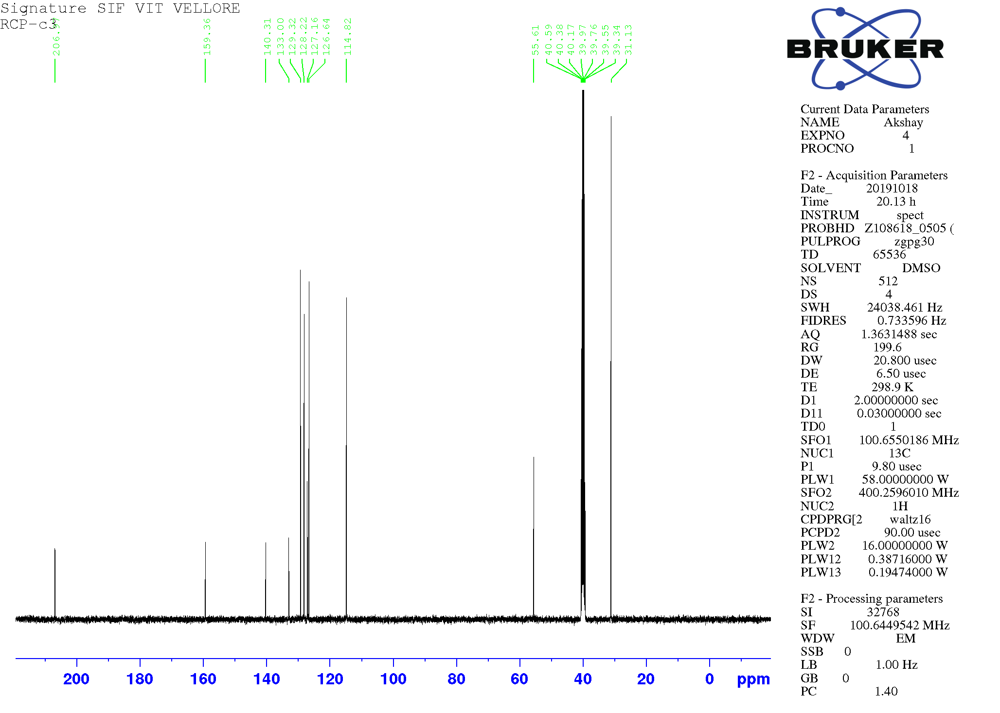 Signature SIF VIT VELLORE
RCP-c3
206.97
159.36
140.31
133.00
129.32
128.22
127.16
126.64
114.82
55.61
40.59
40.38
40.17
39.97
39.76
39.55
39.34
31.13
BRUKER
Current Data Parameters
NAME Akshay
EXPNO 4
PROCNO 1
F2 - Acquisition Parameters
Date_ 20191018
Time 20.13 h
INSTRUM spect
PROBHD Z108618_0505 (
PULPROG zgpg30
TD 65536
SOLVENT DMSO
NS 512
DS 4
SWH 24038.461 Hz
FIDRES 0.733596 Hz
AQ 1.3631488 sec
RG 199.6
DW 20.800 usec
DE 6.50 usec
TE 298.9 K
D1 2.00000000 sec
D11 0.03000000 sec
TD0 1
SFO1 100.6550186 MHz
NUC1 13C
P1 9.80 usec
PLW1 58.00000000 W
SFO2 400.2596010 MHz
NUC2 1H
CPDPRG[2 waltz16
PCPD2 90.00 usec
PLW2 16.00000000 W
PLW12 0.38716000 W
PLW13 0.19474000 W
F2 - Processing parameters
SI 32768
SF 100.6449542 MHz
WDW EM
SSB 0
LB 1.00 Hz
GB 0
PC 1.40
200 180 160 140 120 100 80 60 40 20 0 ppm